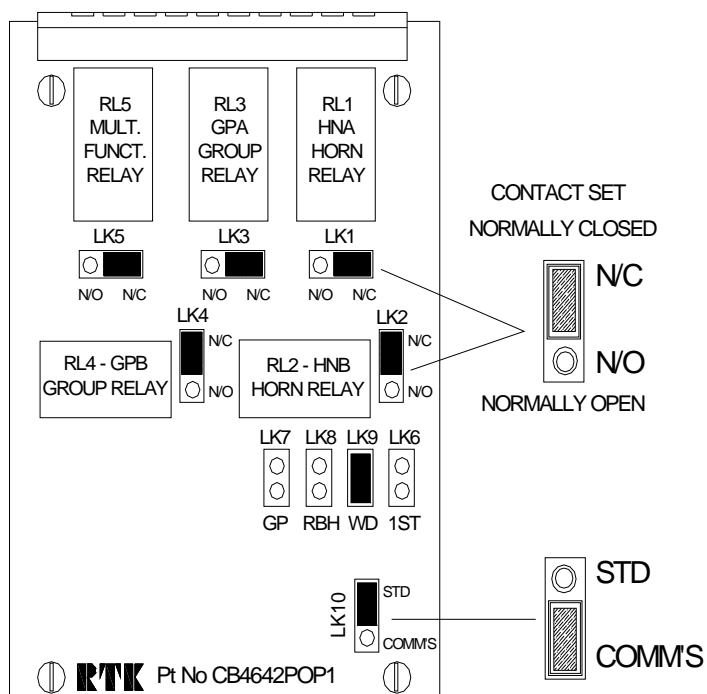 RL5
MULT.
FUNCT.
RELAY
RL3
GPA
GROUP
RELAY
RL1
HNA
HORN
RELAY
LK5
N/O N/C
LK3
N/O N/C
LK1
N/O N/C
CONTACT SET
NORMALLY CLOSED
N/C
N/O
NORMALLY OPEN
LK4
N/C
N/O
RL4 - GPB
GROUP RELAY
LK2
N/C
N/O
RL2 - HNB
HORN RELAY
LK7 LK8 LK9 LK6
GP RBH WD 1ST
LK10
STD
COMM'S
STD
COMM'S
RTK Pt No CB4642POP1